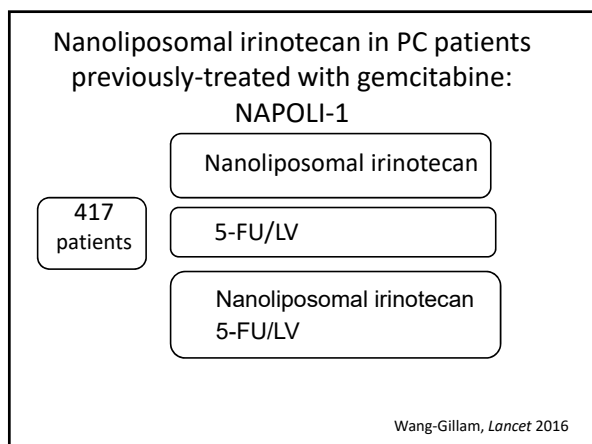 Nanoliposomal irinotecan in PC patients
previously-treated with gemcitabine:
NAPOLI-1
417
patients
Nanoliposomal irinotecan
5-FU/LV
Nanoliposomal irinotecan
5-FU/LV
Wang-Gillam, Lancet 2016